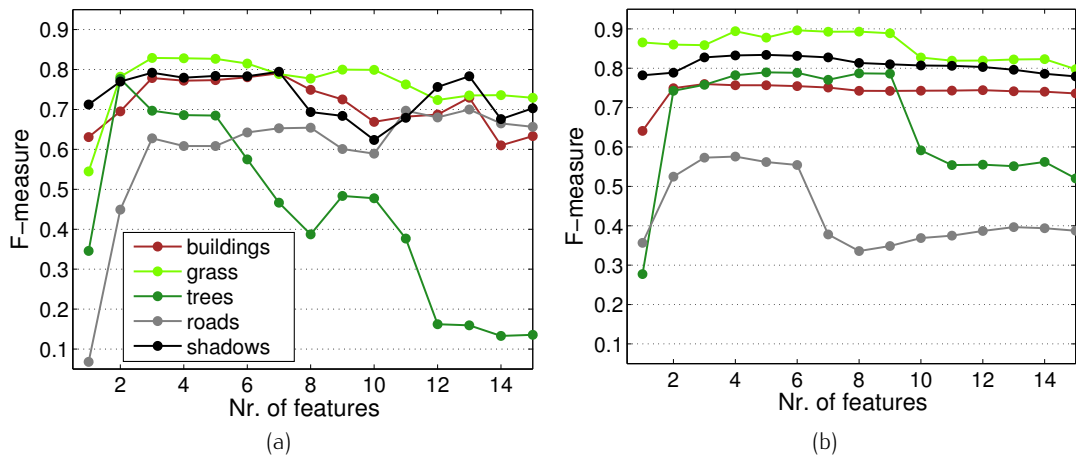 0.9
0.8
0.7
0.6
0.5
0.4
0.3
0.2
0.1
F-measure
buildings
grass
trees
roads
shadows
2 4 6 8 10 12 14
Nr. of features
(a)
0.9
0.8
0.7
0.6
0.5
0.4
0.3
0.2
0.1
F-measure
2 4 6 8 10 12 14
Nr. of features
(b)